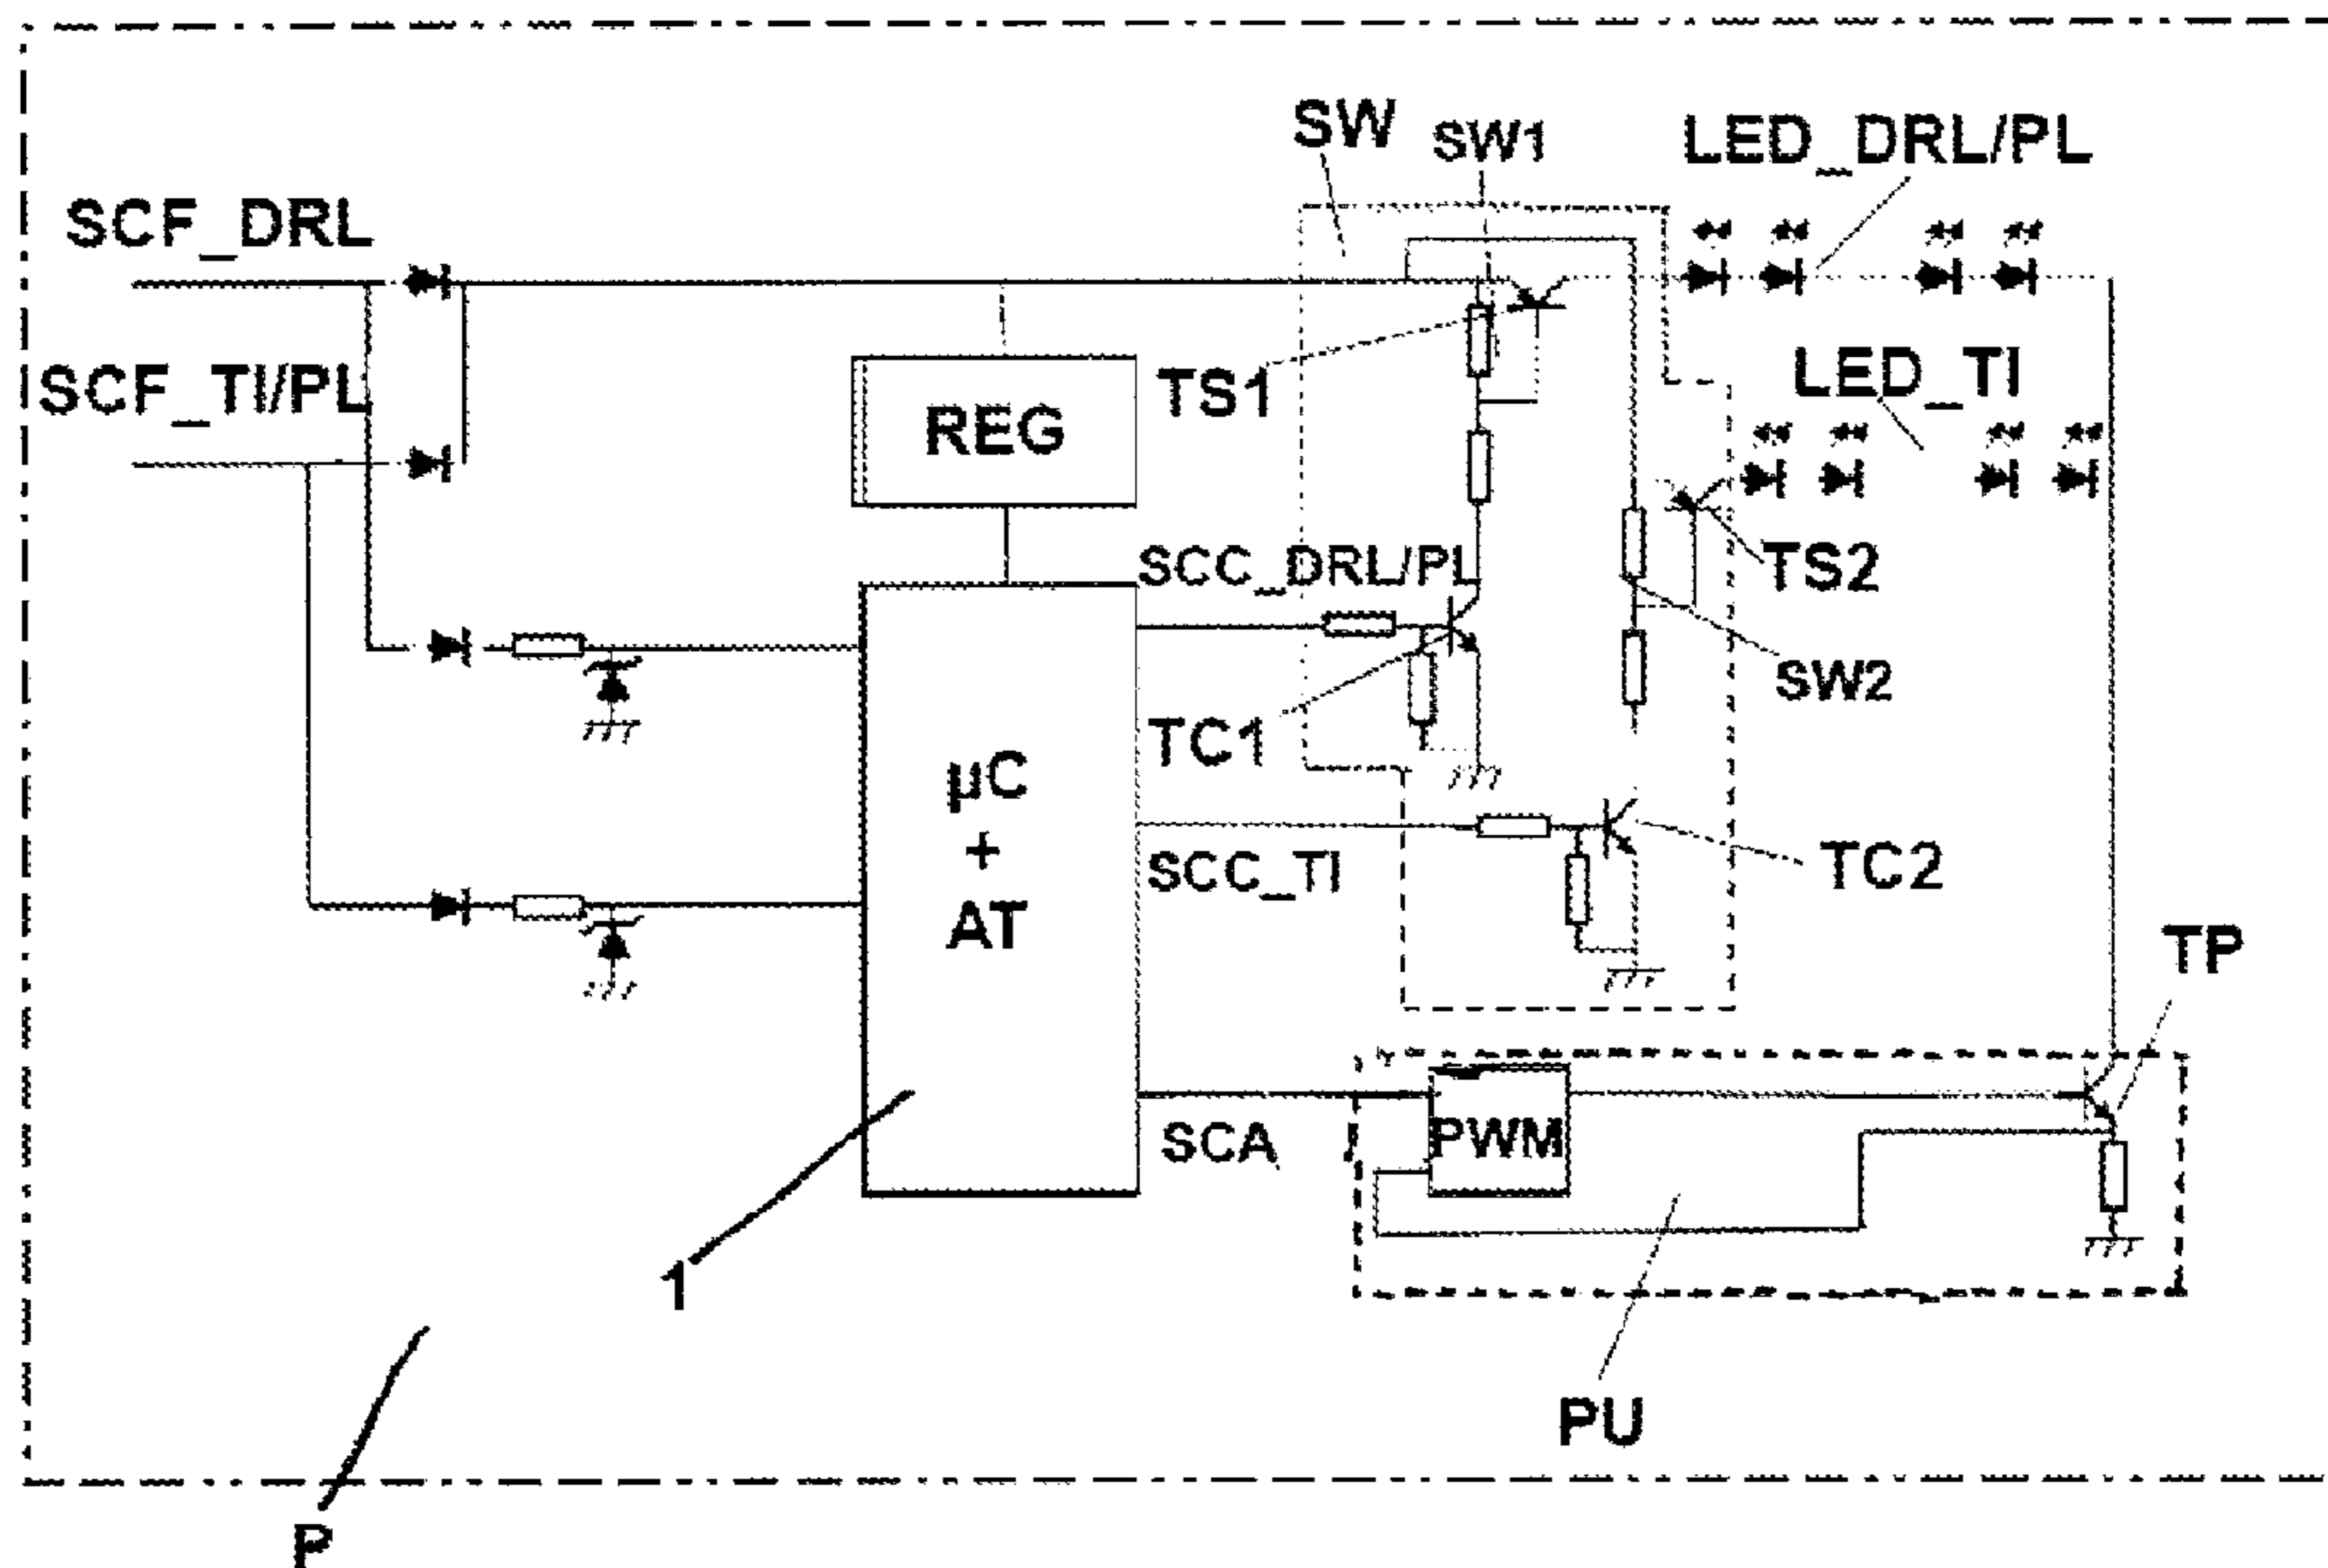 SW
SW1
LED_DRL/PL
SCF_DRL
SCF_TI/PL
REG
TS1
LED_TI
SCC_DRL/PL
TS2
SW2
TC1
µC
+
AT
SCC_TI
TC2
TP
SCA
PWM
1
PU
P